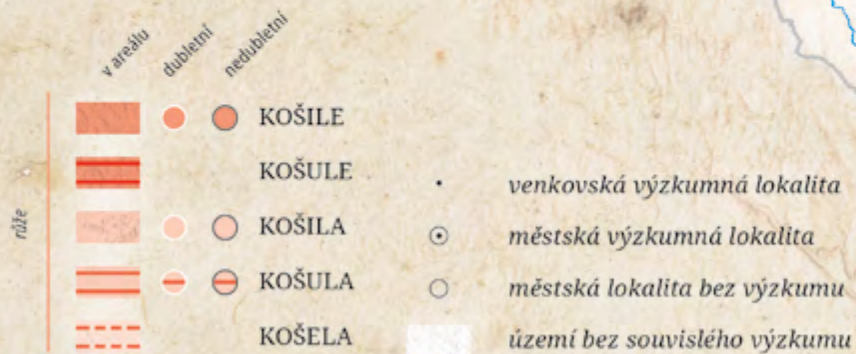 v areálu
dubletní
nedubletní
růže
KOŠILE
KOŠULE
KOŠILA
KOŠULA
KOŠELA
venkovská výzkumná lokalita
městská výzkumná lokalita
městská lokalita bez výzkumu
území bez souvislého výzkumu